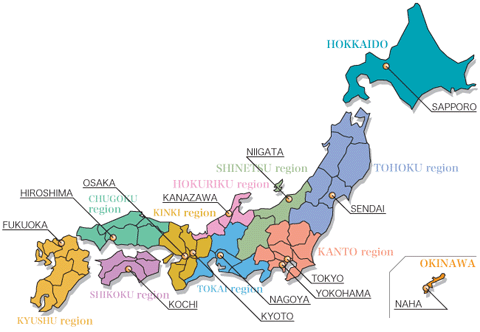 HOKKAIDO
SAPPORO
NIIGATA
SHINETSU region
TOHOKU region
OSAKA
HOKURIKU region
HIROSHIMA
CHUGOKU
region
KANAZAWA
KINKI region
SENDAI
FUKUOKA
KANTO region
OKINAWA
TOKYO
SHIKOKU region
TOKAI region
YOKOHAMA
NAGOYA
NAHA
KOCHI
KYOTO
KYUSHU region